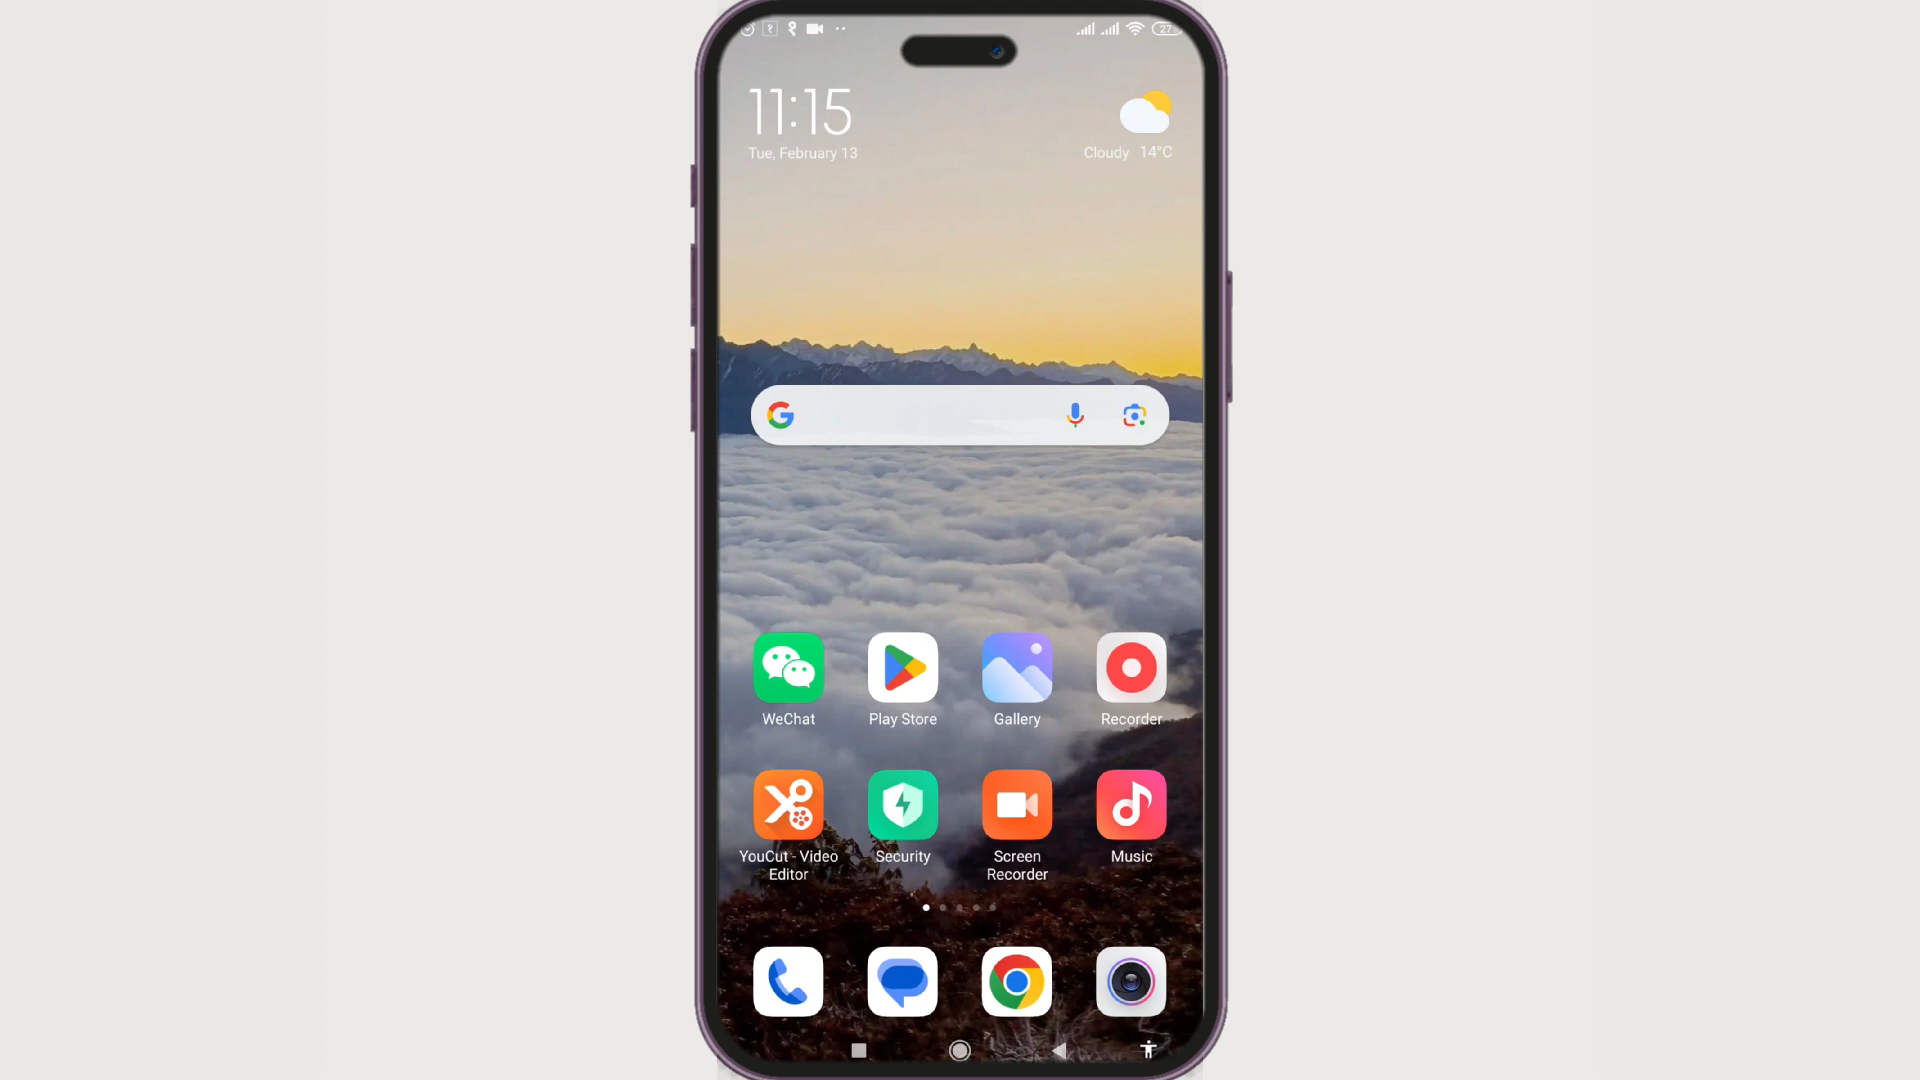 27
11:15
Tue, February 13
Cloudy 14°C
WeChat
Play Store
Gallery
Recorder
YouCut - Video
Editor
Security
Screen
Recorder
Music